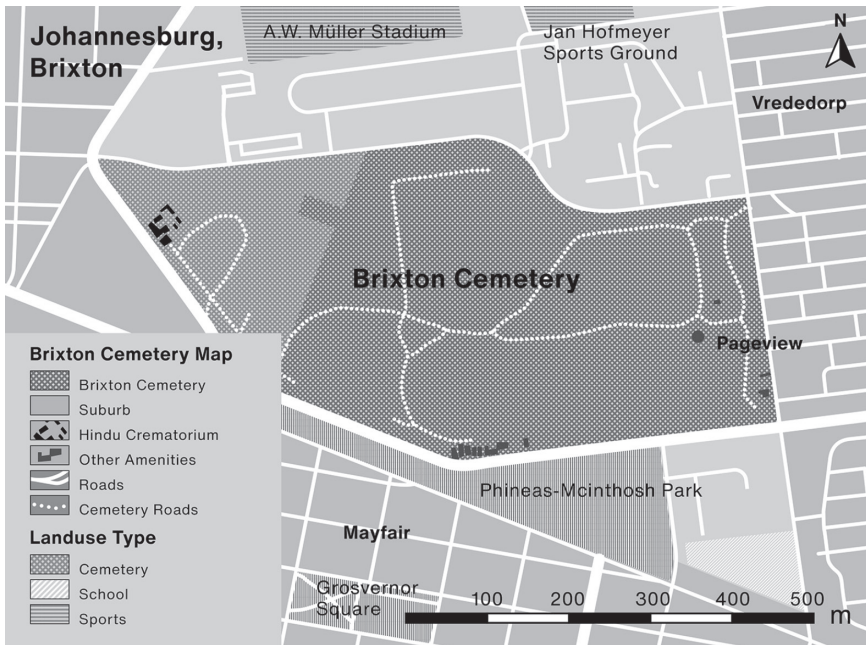 Johannesburg,
Brixton
A.W. Müller Stadium
Jan Hofmeyer
Sports Ground
N
Vrededorp
Brixton Cemetery
Pageview
Brixton Cemetery Map
Brixton Cemetery
Suburb
Hindu Crematorium
Other Amenities
Roads
Cemetery Roads
Landuse Type
Cemetery
School
Sports
Phineas-Mcinthosh Park
Mayfair
Grosvernor
Square
100 200 300 400 500
m